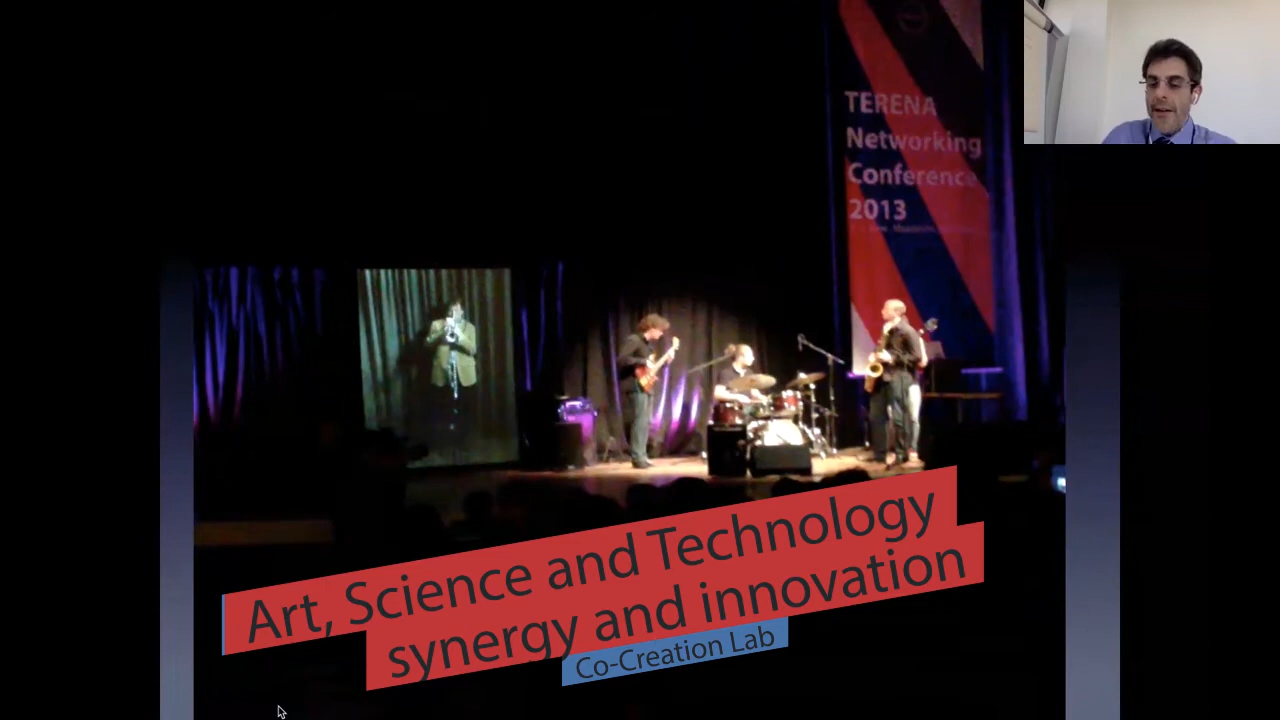 TERENA
Networking
Conference
2013
Art, Science and Technology
synergy and innovation
Co-Creation Lab